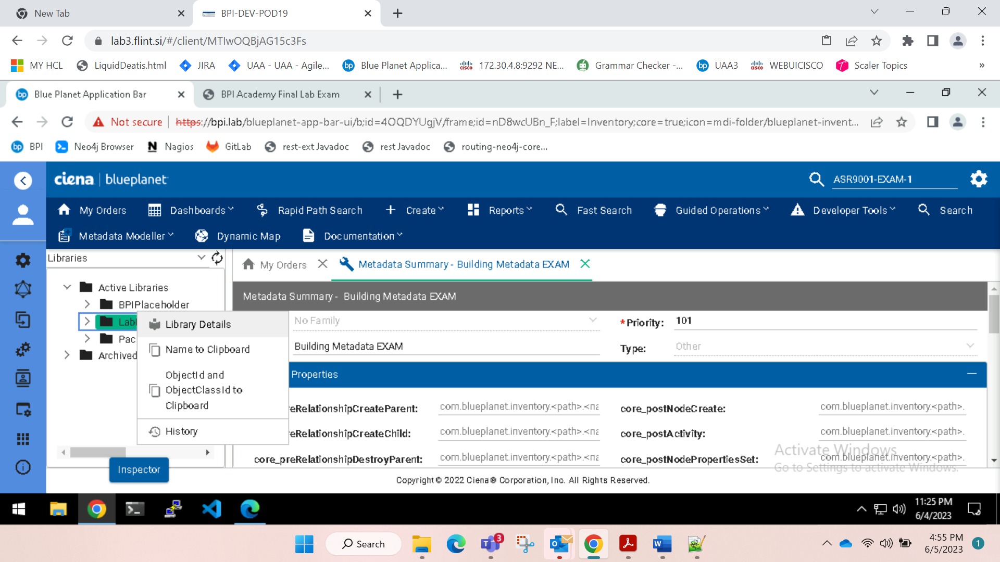 New Tab
BPI-DEV-POD19
lab3.flint.si/#/client/MTIwOQBjAG15c3Fs
MY HCL LiquidDeatis.html JIRA UAA - UAA - Agile... Blue Planet Applica... 172.30.4.8:9292 NE... Grammar Checker -... UAA3 WEBUICISCO Scaler Topics »
Blue Planet Application Bar
BPI Academy Final Lab Exam
Not secure https://bpi.lab/blueplanet-app-bar-ui/b;id=4OQDYUgjV/frame;id=nD8wcUBn_F;label=Inventory;core=true;icon=mdi-folder/blueplanet-invent...
BPI Neo4j Browser Nagios GitLab rest-ext Javadoc rest Javadoc routing-neo4j-core...
ciena blueplanet
ASR9001-EXAM-1
My Orders Dashboards Rapid Path Search Create Reports Fast Search Guided Operations Developer Tools Search
Metadata Modeller Dynamic Map Documentation
Libraries
My Orders
Metadata Summary - Building Metadata EXAM
Active Libraries
BPIPlaceholder
Lab
Pac
Archived
Library Details
Name to Clipboard
ObjectId and
ObjectClassId to
Clipboard
History
Inspector
Metadata Summary - Building Metadata EXAM
No Family
*Priority: 101
Building Metadata EXAM
Type: Other
Properties
eRelationshipCreateParent: com.blueplanet.inventory.<path>.<na
core_postNodeCreate: com.blueplanet.inventory.<path>.
eRelationshipCreateChild: com.blueplanet.inventory.<path>.<na
core_postActivity: com.blueplanet.inventory.<path>.
core_preRelationshipDestroyParent: com.blueplanet.inventory.<path>.<na
core_postNodePropertiesSet: com.blueplanet.inventory.<path>.
Activate Windows
Go to Settings to activate Windows.
Copyright © 2022 Ciena® Corporation, Inc. All Rights Reserved.
11:25 PM
6/4/2023
Search
3
4:55 PM
6/5/2023
1